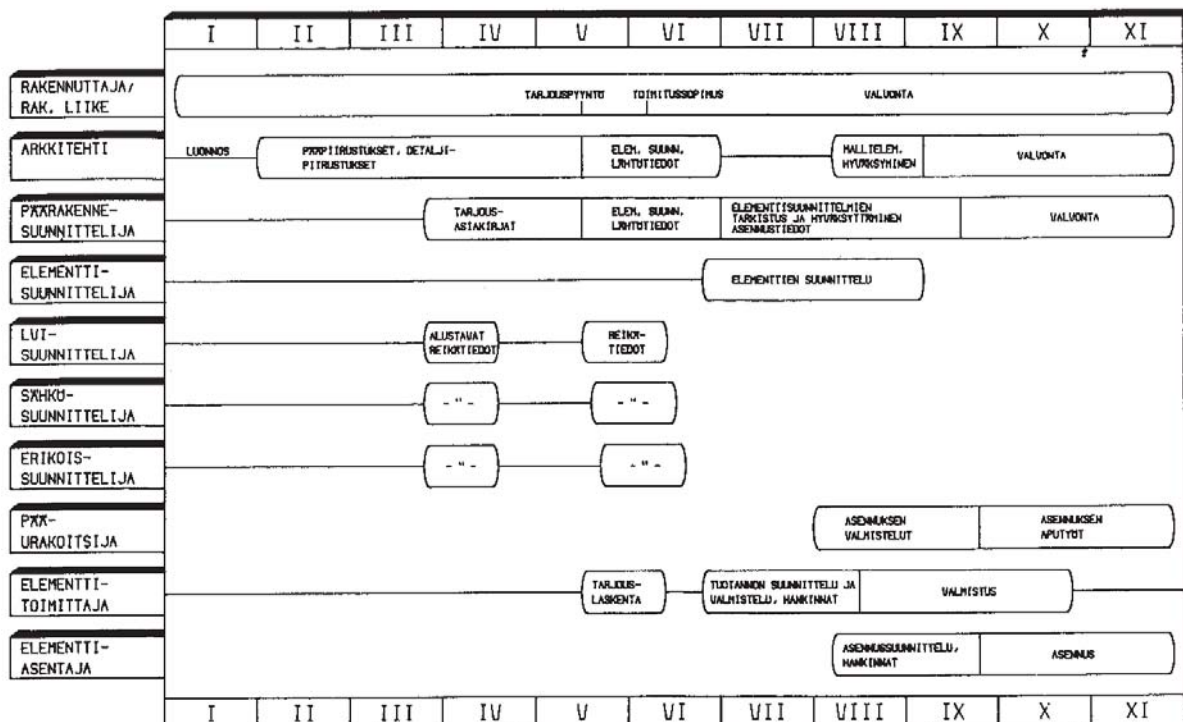 I II III IV V VI VII VIII IX X XI
RAKENNUTTAJA/
RAK. LIIKE
TARJOUSPYYNTÖ TOIMITUSSOPIMUS VALVONTA
ARKKITEHTI
LUONNOS
PÄÄPIIRUSTUKSET, DETALJI-
PIIRUSTUKSET
ELEM. SUUNN.
LÄHTÖTIEDOT
MALLIELEM.
HYVÄKSYMINEN
VALVONTA
PÄÄRAKENNE-
SUUNNITTELIJA
TARJOUS-
ASIAKIRJAT
ELEM. SUUNN.
LÄHTÖTIEDOT
ELEMENTTISUUNNITTELMIEN
TARKISTUS JA HYVÄKSYTTÄMINEN
ASENNUSTIEDOT
VALVONTA
ELEMENTTI-
SUUNNITTELIJA
ELEMENTTIEN SUUNNITTELU
LVI-
SUUNNITTELIJA
ALUSTAVAT
REIKÄTIEDOT
REIKÄ-
TIEDOT
SÄHKÖ-
SUUNNITTELIJA
- " -
- " -
ERIKOIS-
SUUNNITTELIJA
- " -
- " -
PÄÄ-
URAKOITSIJA
ASENNUKSEN
VALMISTELUT
ASENNUKSEN
APUTYÖT
ELEMENTTI-
TOIMITTAJA
TARJOUS-
LASKENTA
TUOTANNON SUUNNITTELU JA
VALMISTELU, HANKINNAT
VALMISTUS
ELEMENTTI-
ASENTAJA
ASENNUSSUUNNITTELU,
HANKINNAT
ASENNUS
I II III IV V VI VII VIII IX X XI